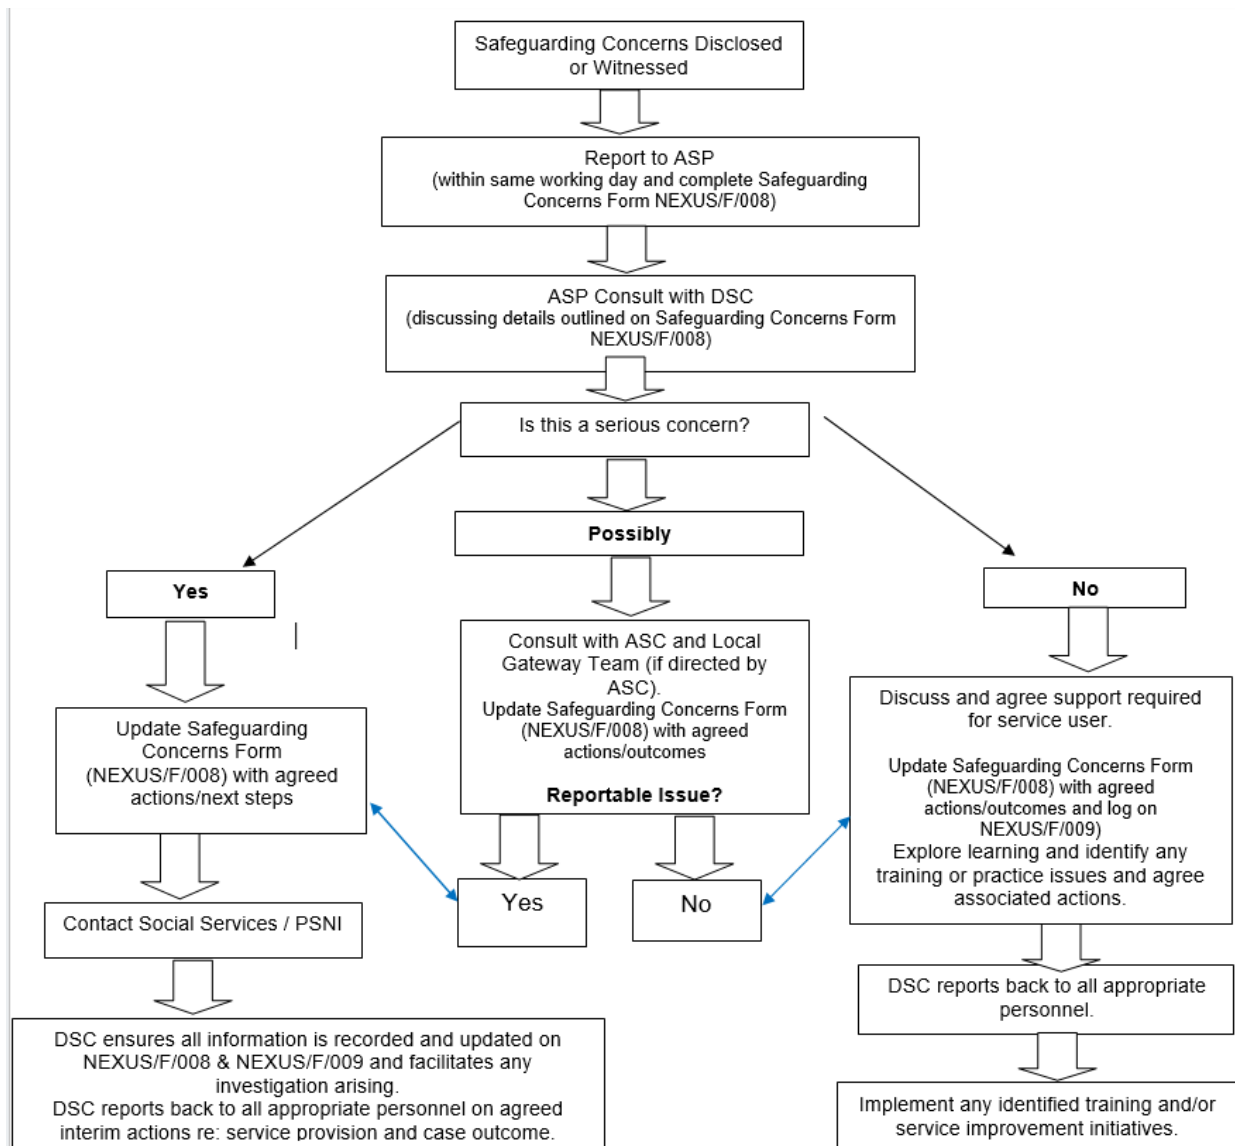 Safeguarding Concerns Disclosed
or Witnessed
Report to ASP
(within same working day and complete Safeguarding
Concerns Form NEXUS/F/008)
ASP Consult with DSC
(discussing details outlined on Safeguarding Concerns Form
NEXUS/F/008)
Is this a serious concern?
Possibly
Yes
No
Consult with ASC and Local
Gateway Team (if directed by
ASC).
Update Safeguarding Concerns Form
(NEXUS/F/008) with agreed
actions/outcomes
Reportable Issue?
Update Safeguarding
Concerns Form
(NEXUS/F/008) with agreed
actions/next steps
Discuss and agree support required
for service user.
Update Safeguarding Concerns Form
(NEXUS/F/008) with agreed
actions/outcomes and log on
NEXUS/F/009)
Explore learning and identify any
training or practice issues and agree
associated actions.
Yes
No
Contact Social Services / PSNI
DSC reports back to all appropriate
personnel.
DSC ensures all information is recorded and updated on
NEXUS/F/008 & NEXUS/F/009 and facilitates any
investigation arising.
DSC reports back to all appropriate personnel on agreed
interim actions re: service provision and case outcome.
Implement any identified training and/or
service improvement initiatives.